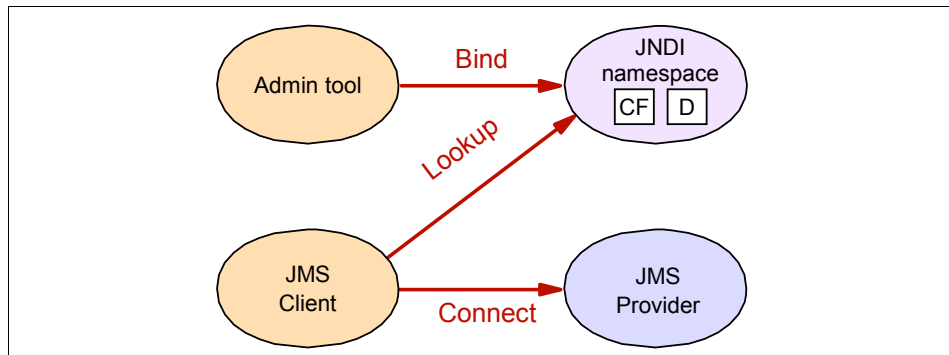 Admin tool
Bind
JNDI
namespace
CF D
Lookup
JMS
Client
Connect
JMS
Provider